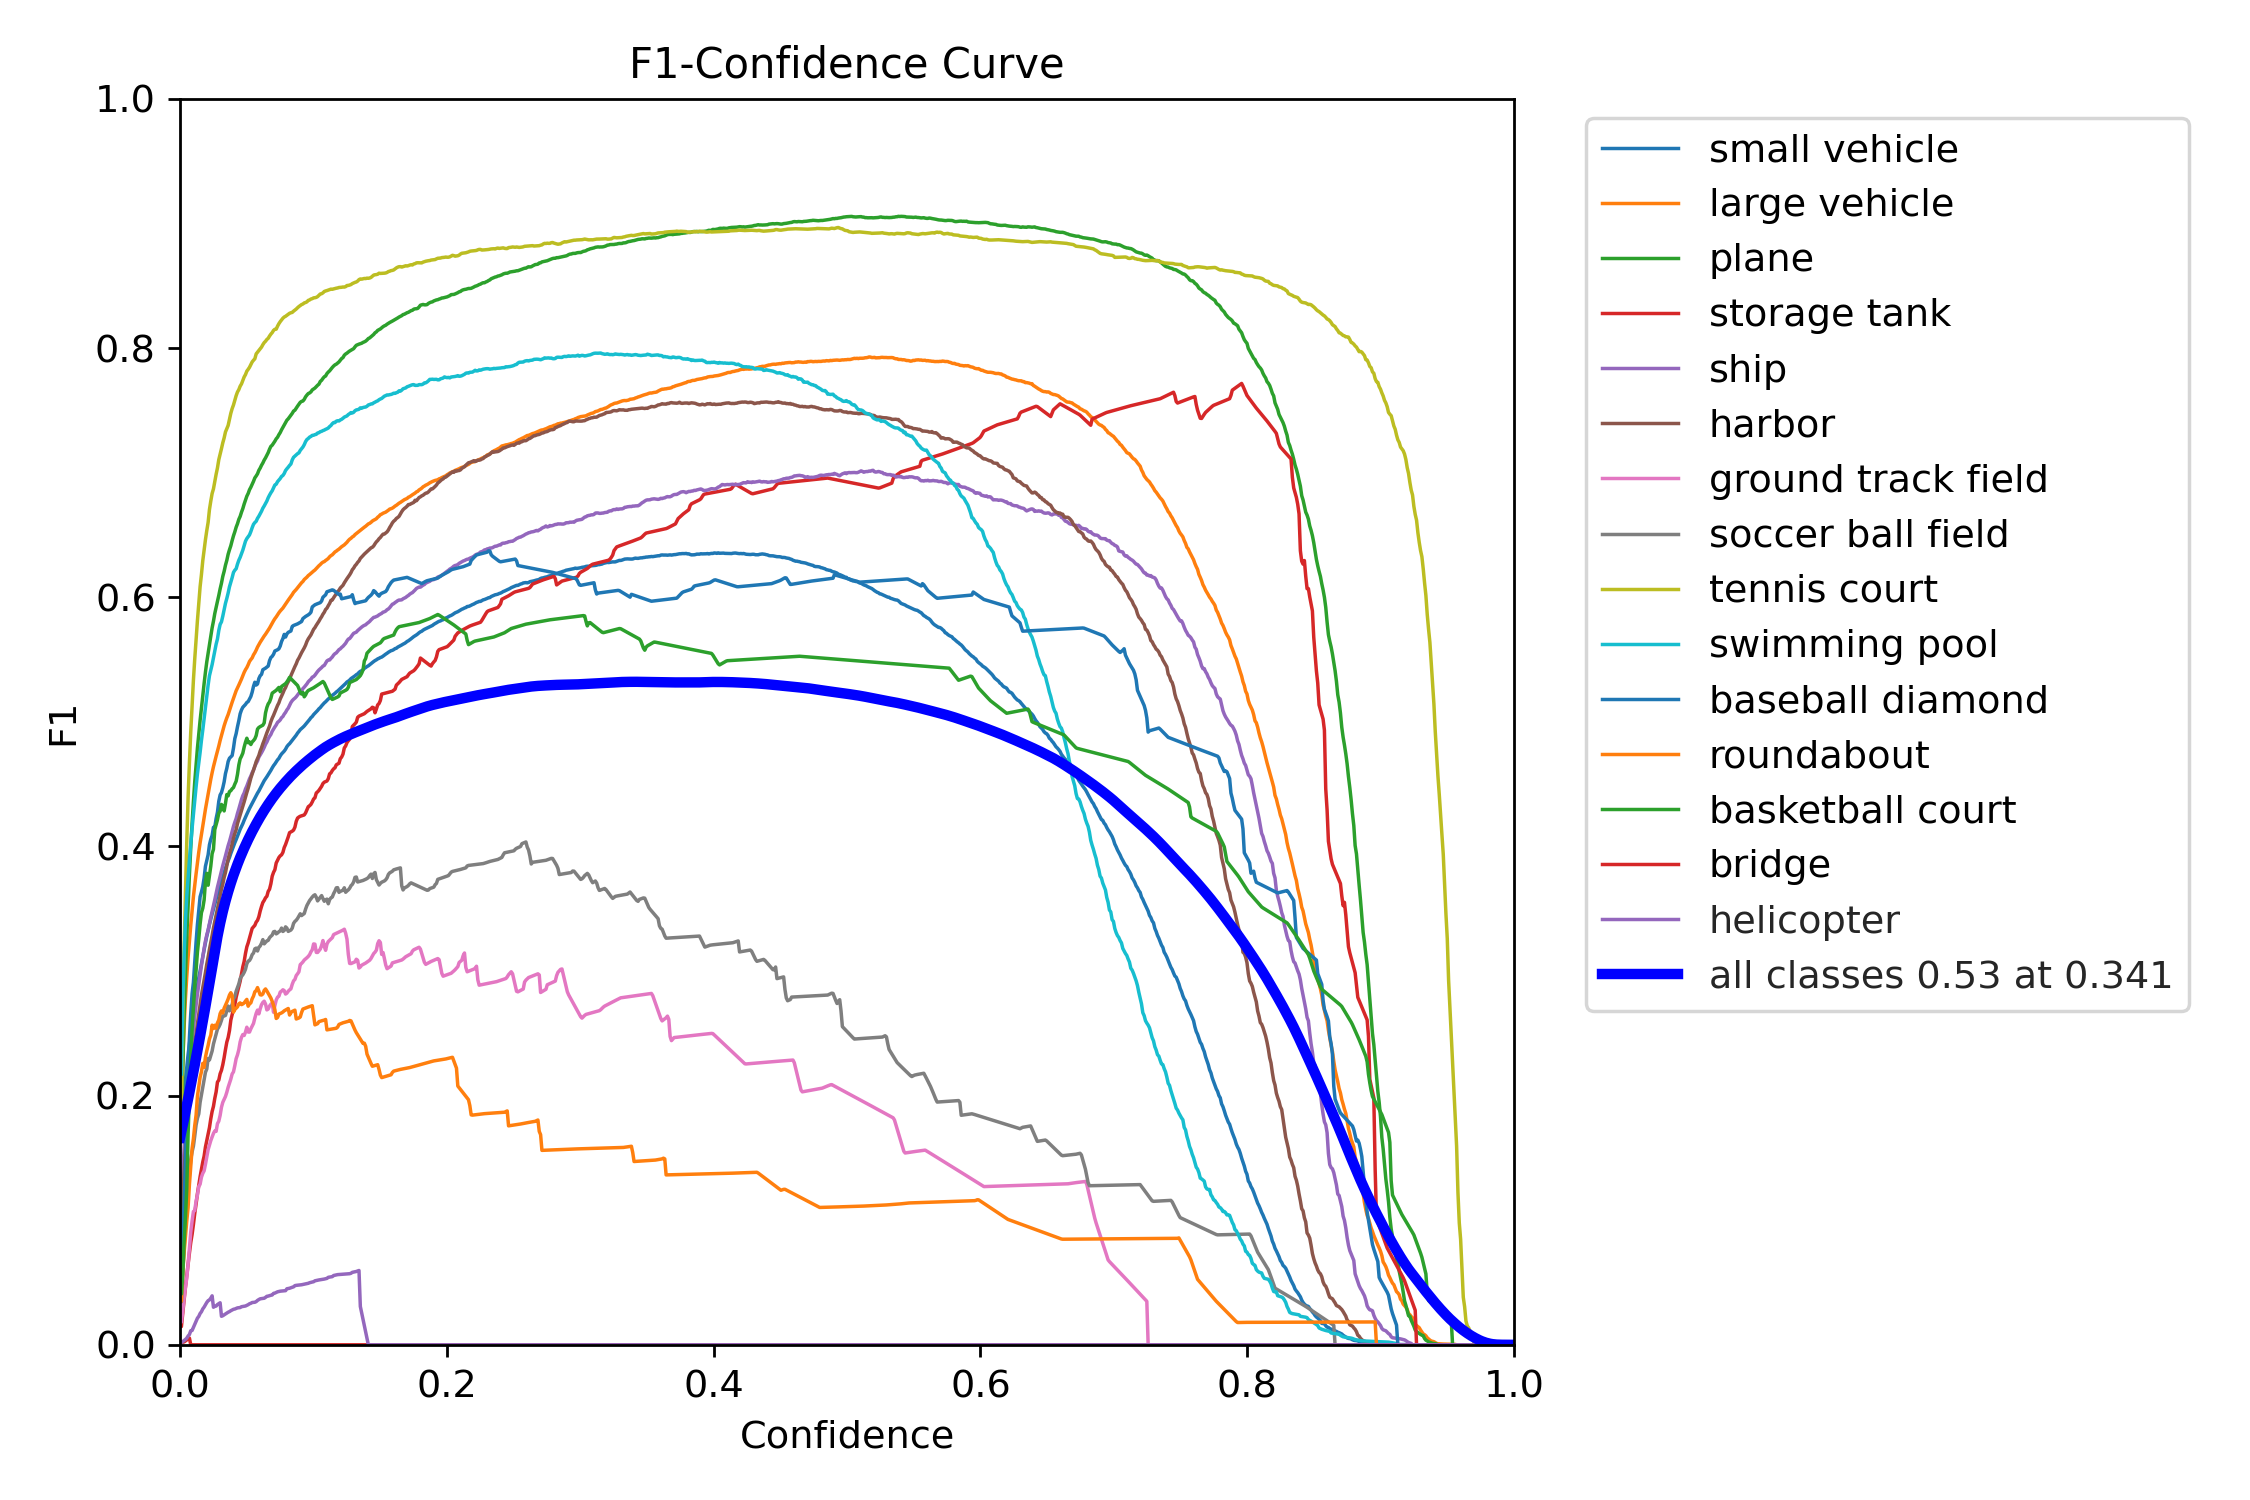 F1-Confidence Curve
1.0
0.8
0.6
0.4
0.2
0.0
F1
0.0 0.2 0.4 0.6 0.8 1.0
Confidence
small vehicle
large vehicle
plane
storage tank
ship
harbor
ground track field
soccer ball field
tennis court
swimming pool
baseball diamond
roundabout
basketball court
bridge
helicopter
all classes 0.53 at 0.341